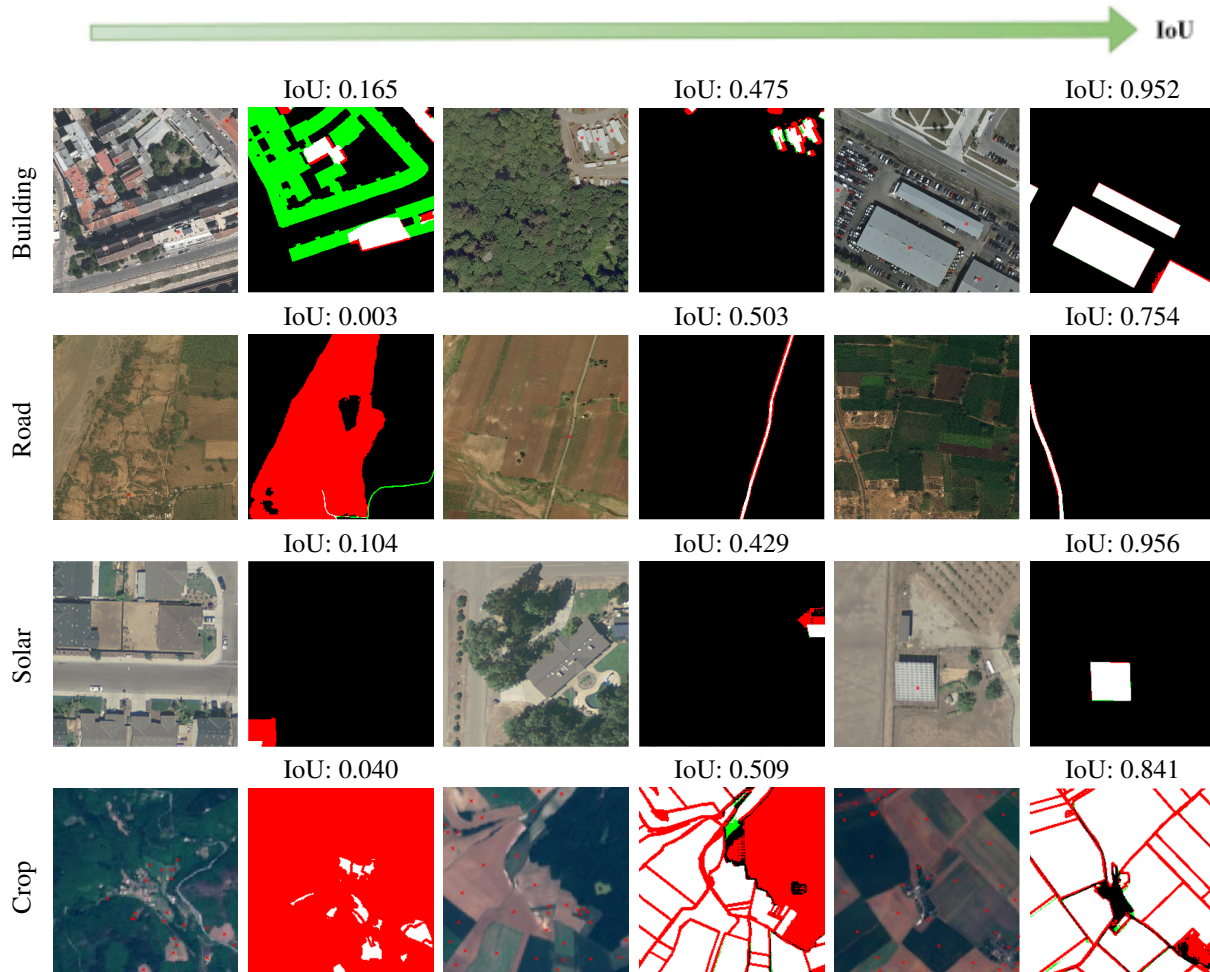 IoU
IoU: 0.165 IoU: 0.475 IoU: 0.952
Building
IoU: 0.003 IoU: 0.503 IoU: 0.754
Road
IoU: 0.104 IoU: 0.429 IoU: 0.956
Solar
IoU: 0.040 IoU: 0.509 IoU: 0.841
Crop